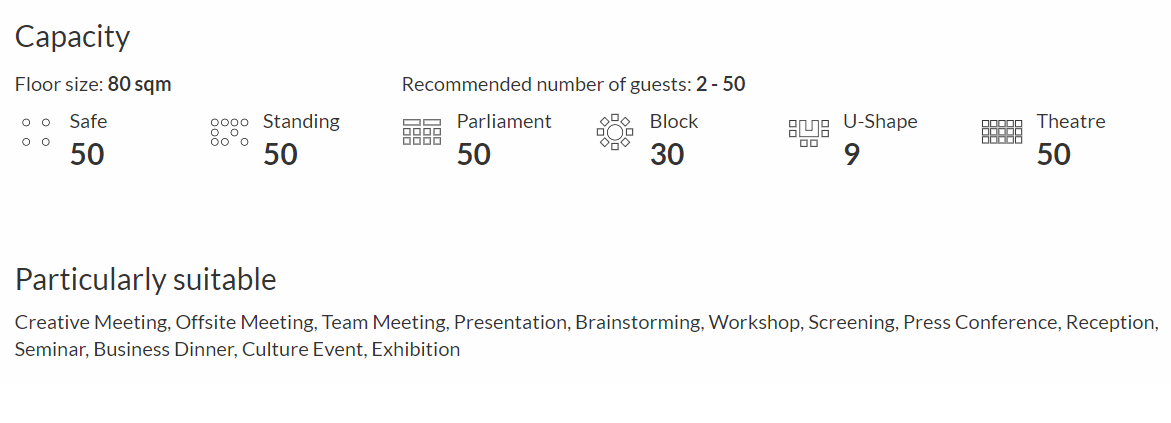 Capacity
Floor size: 80 sqm Recommended number of guests: 2 - 50
Safe Standing Parliament Block U-Shape Theatre
50 50 50 30 9 50
Particularly suitable
Creative Meeting, Offsite Meeting, Team Meeting, Presentation, Brainstorming, Workshop, Screening, Press Conference, Reception,
Seminar, Business Dinner, Culture Event, Exhibition